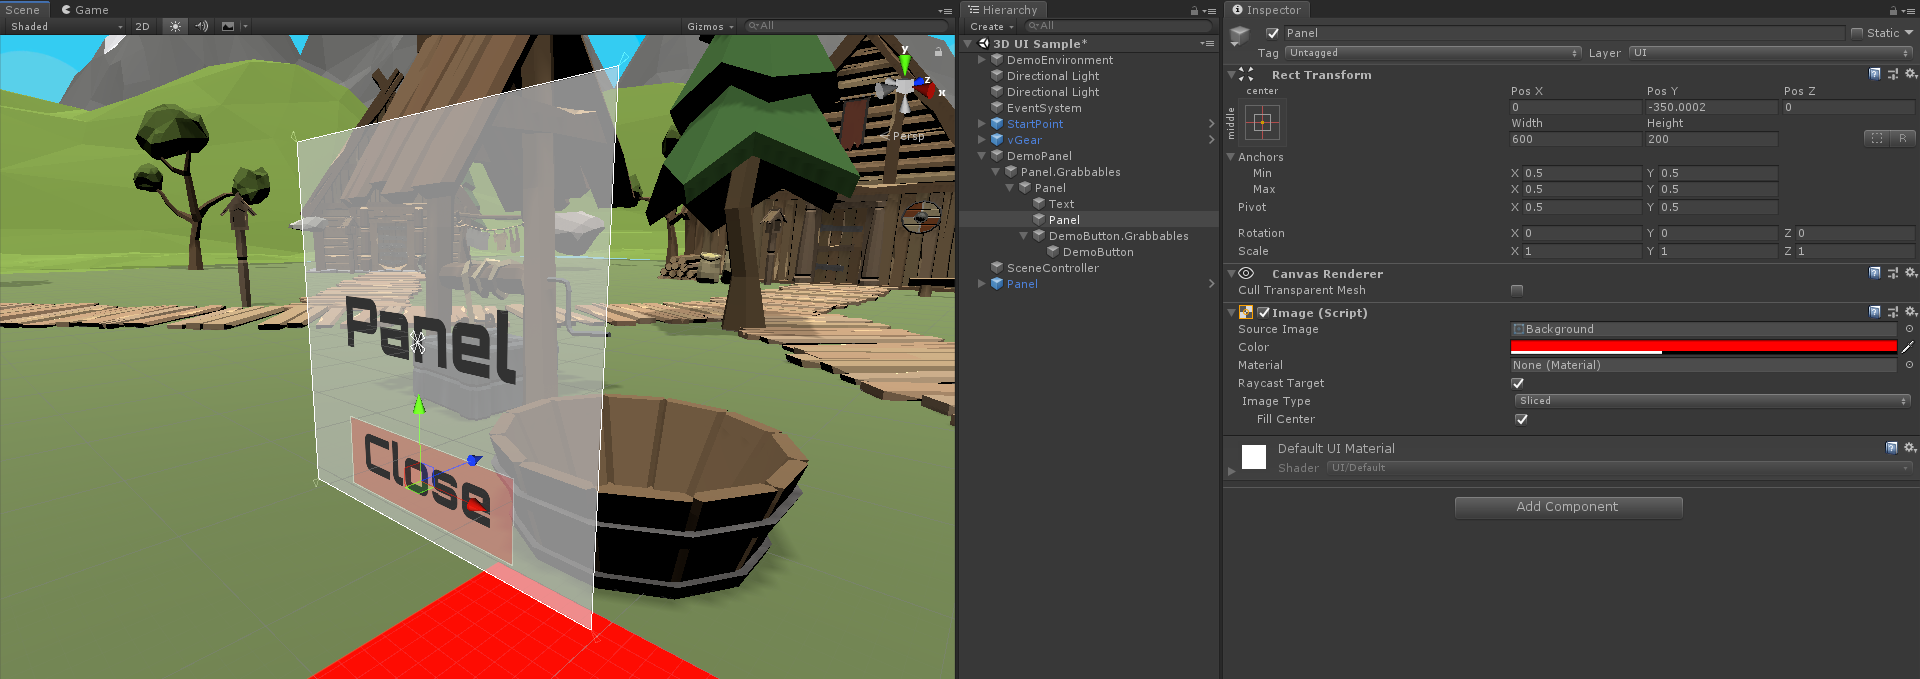 Scene
Game
Shaded
2D
Gizmos
All
y
z
x
Persp
Panel
Close
Hierarchy
Create
All
3D UI Sample*
DemoEnvironment
Directional Light
Directional Light
EventSystem
StartPoint
vGear
DemoPanel
Panel.Grabbables
Panel
Text
Panel
DemoButton.Grabbables
DemoButton
SceneController
Panel
Inspector
Panel
Static
Tag Untagged Layer UI
Rect Transform
center
middle
Pos X Pos Y Pos Z
0 -350.0002 0
Width Height
600 200
R
Anchors
Min X 0.5 Y 0.5
Max X 0.5 Y 0.5
Pivot X 0.5 Y 0.5
Rotation X 0 Y 0 Z 0
Scale X 1 Y 1 Z 1
Canvas Renderer
Cull Transparent Mesh
Image (Script)
Source Image Background
Color
Material None (Material)
Raycast Target
Image Type Sliced
Fill Center
Default UI Material
Shader UI/Default
Add Component